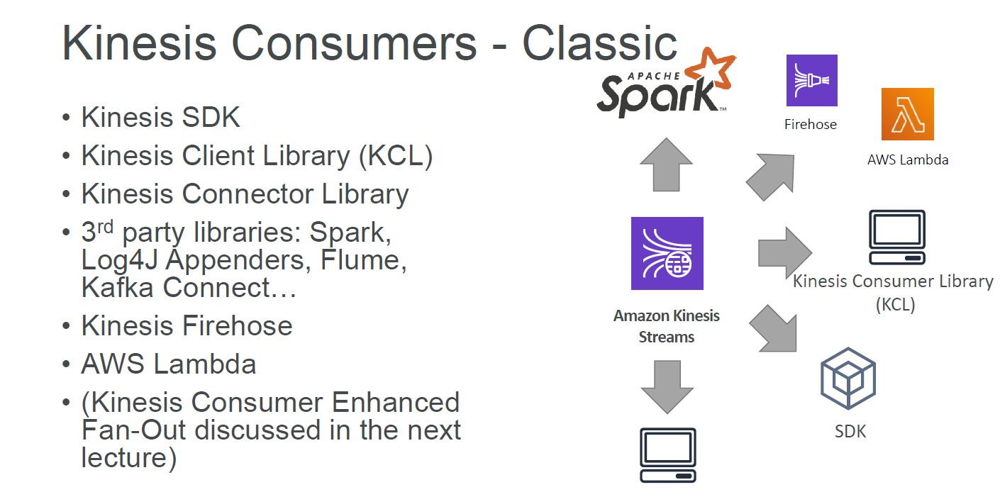 Kinesis Consumers - Classic
• Kinesis SDK
• Kinesis Client Library (KCL)
• Kinesis Connector Library
• 3rd party libraries: Spark,
Log4J Appenders, Flume,
Kafka Connect…
• Kinesis Firehose
• AWS Lambda
• (Kinesis Consumer Enhanced
Fan-Out discussed in the next
lecture)
APACHE
Spark™
Firehose
AWS Lambda
Amazon Kinesis
Streams
Kinesis Consumer Library
(KCL)
SDK